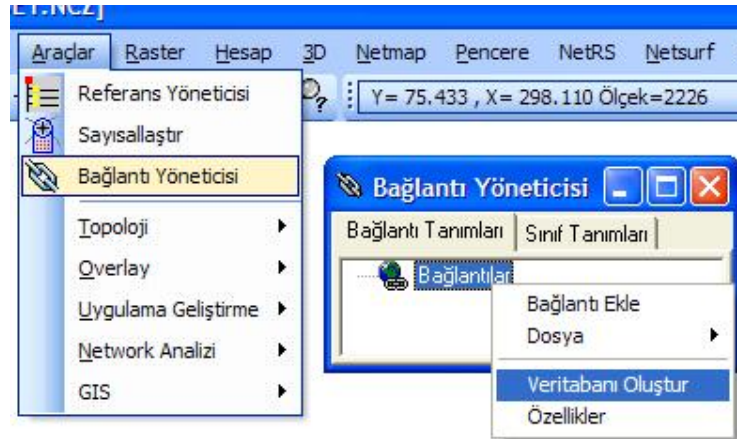 ET.NCZ]
Araçlar Raster Hesap 3D Netmap Pencere NetRS Netsurf
Y= 75.433 , X= 298.110 Ölçek=2226
Referans Yöneticisi
Sayısallaştır
Bağlantı Yöneticisi
Topoloji
Overlay
Uygulama Geliştirme
Network Analizi
GIS
Bağlantı Yöneticisi
Bağlantı Tanımları Sınıf Tanımları
Bağlantılar
Bağlantı Ekle
Dosya
Veritabanı Oluştur
Özellikler